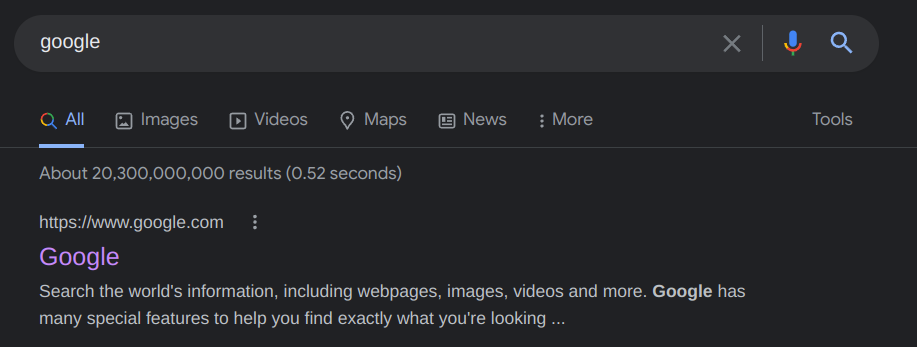 google
All Images Videos Maps News More Tools
About 20,300,000,000 results (0.52 seconds)
https://www.google.com
Google
Search the world's information, including webpages, images, videos and more. Google has
many special features to help you find exactly what you're looking ...